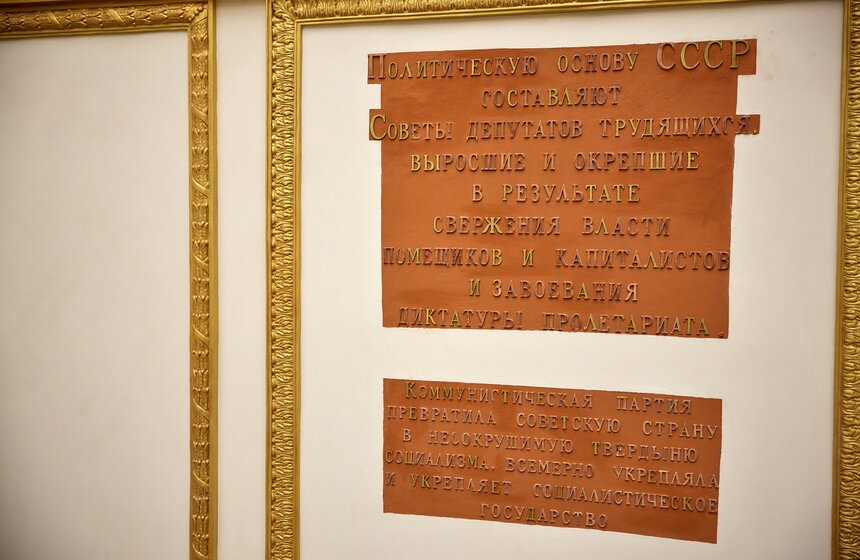 Политическую основу СССР
составляют
Советы депутатов трудящихся,
выросшие и окрепшие
в результате
свержения власти
помещиков и капиталистов
и завоевания
диктатуры пролетариата.
Коммунистическая партия
превратила советскую страну
в несокрушимую твердыню
социализма, всемерно укрепляла
и укрепляет социалистическое
государство